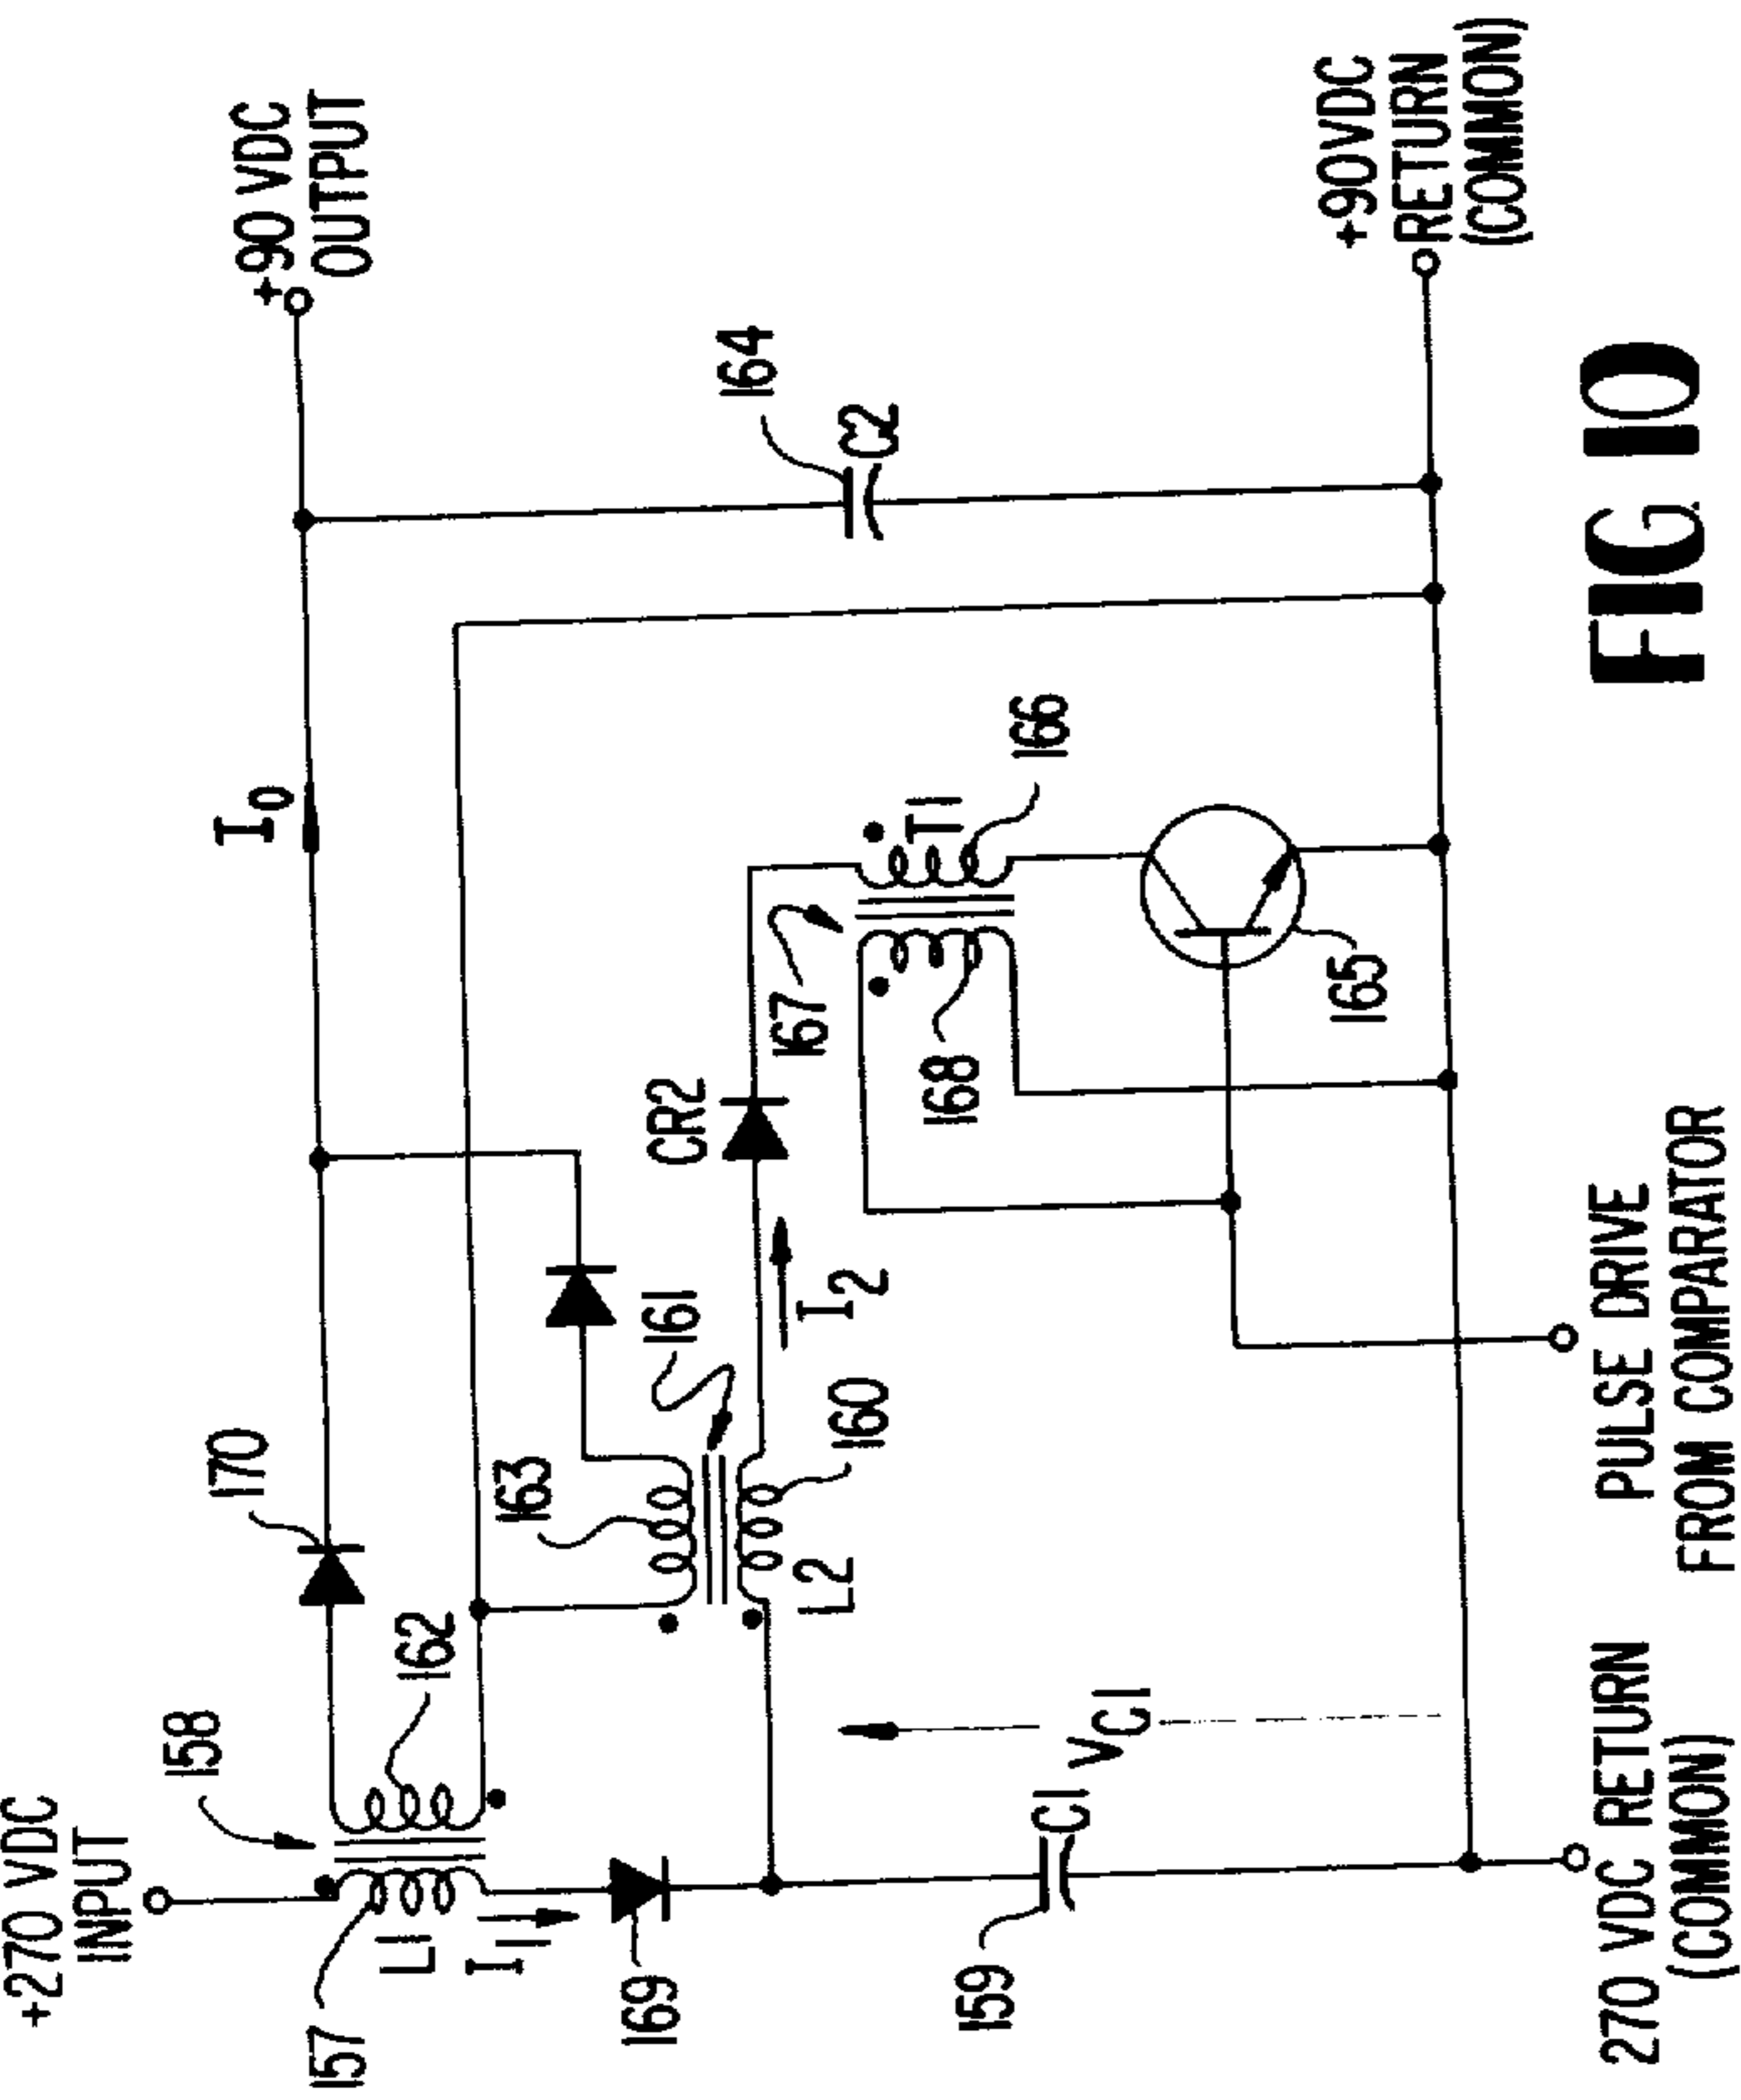 +270 VDC
INPUT
158
170
I0
+90 VDC
OUTPUT
157
L1
162
I1
169
163
161
CR2
164
C2
L2
160
I2
167
T1
166
168
165
159
C1
VC1
+90VDC
RETURN
(COMMON)
270 VDC RETURN
(COMMON)
PULSE DRIVE
FROM COMPARATOR
FIG 10